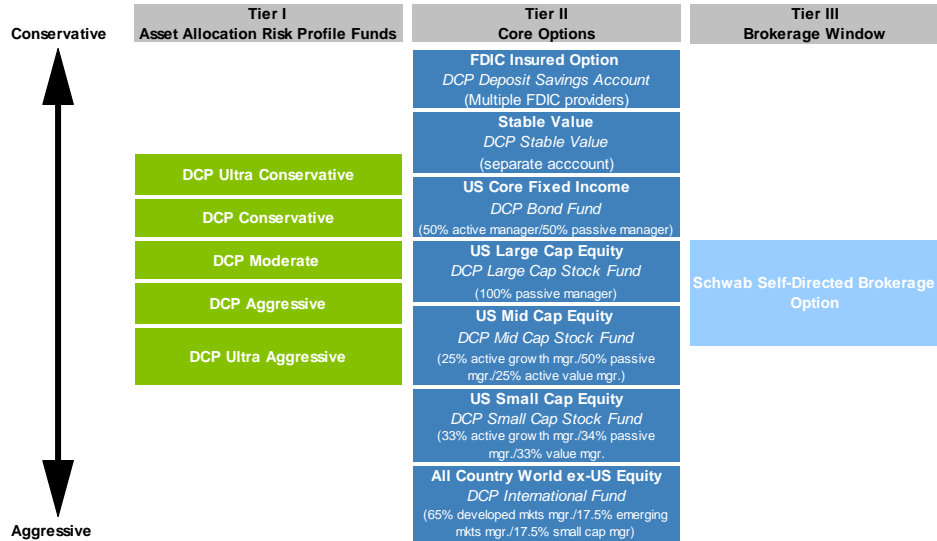 Conservative
Tier I
Asset Allocation Risk Profile Funds
DCP Ultra Conservative
DCP Conservative
DCP Moderate
DCP Aggressive
DCP Ultra Aggressive
Tier II
Core Options
FDIC Insured Option
DCP Deposit Savings Account
(Multiple FDIC providers)
Stable Value
DCP Stable Value
(separate acccount)
US Core Fixed Income
DCP Bond Fund
(50% active manager/50% passive manager)
US Large Cap Equity
DCP Large Cap Stock Fund
(100% passive manager)
US Mid Cap Equity
DCP Mid Cap Stock Fund
(25% active growth mgr./50% passive
mgr./25% active value mgr.)
US Small Cap Equity
DCP Small Cap Stock Fund
(33% active growth mgr./34% passive
mgr./33% value mgr.
All Country World ex-US Equity
DCP International Fund
(65% developed mkts mgr./17.5% emerging
mkts mgr./17.5% small cap mgr)
Tier III
Brokerage Window
Schwab Self-Directed Brokerage
Option
Aggressive